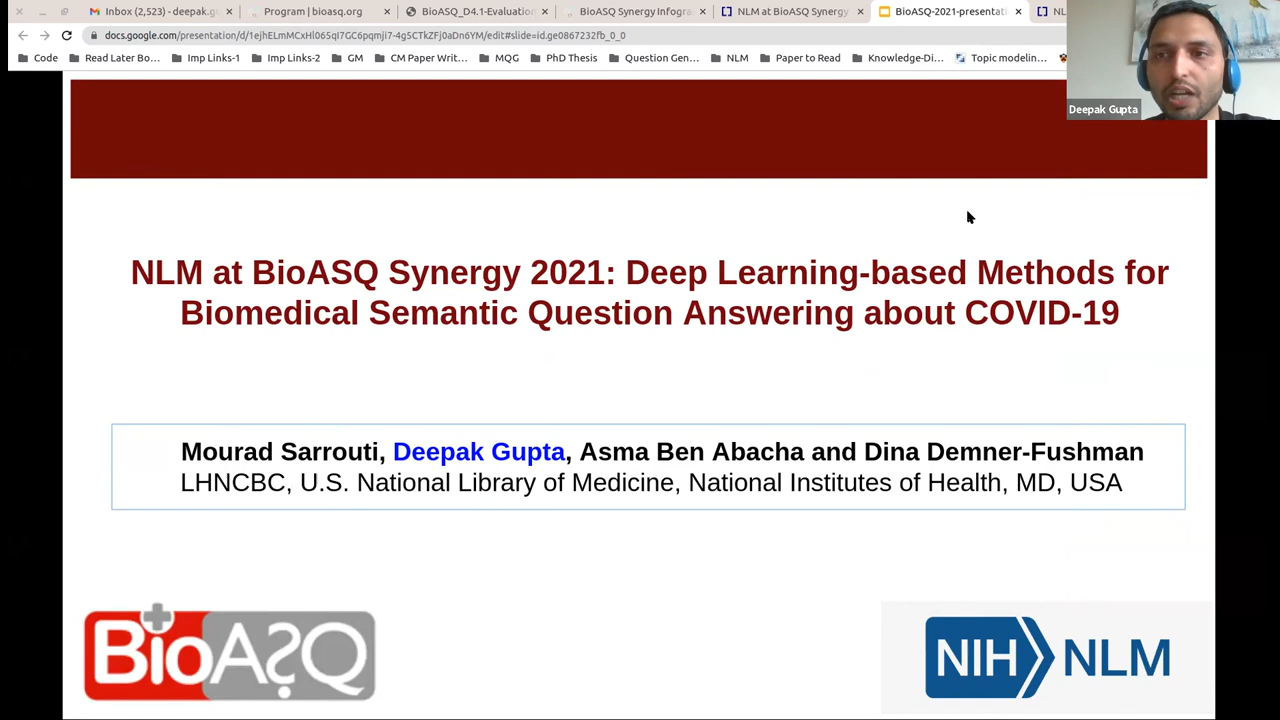 Inbox (2,523) - deepak.g
Program | bioasq.org
BioASQ_D4.1-Evaluation
BioASQ Synergy Infogra
NLM at BioASQ Synergy
BioASQ-2021-presentati
NL
docs.google.com/presentation/d/1ejhELmMCxHl065qI7GC6pqmji7-4g5CTkZFj0aDn6YM/edit#slide=id.ge0867232fb_0_0
Code
Read Later Bo...
Imp Links-1
Imp Links-2
GM
CM Paper Writ...
MQG
PhD Thesis
Question Gen...
NLM
Paper to Read
Knowledge-Di...
Topic modelin...
Deepak Gupta
NLM at BioASQ Synergy 2021: Deep Learning-based Methods for
Biomedical Semantic Question Answering about COVID-19
Mourad Sarrouti, Deepak Gupta, Asma Ben Abacha and Dina Demner-Fushman
LHNCBC, U.S. National Library of Medicine, National Institutes of Health, MD, USA
BioASQ
NIH NLM